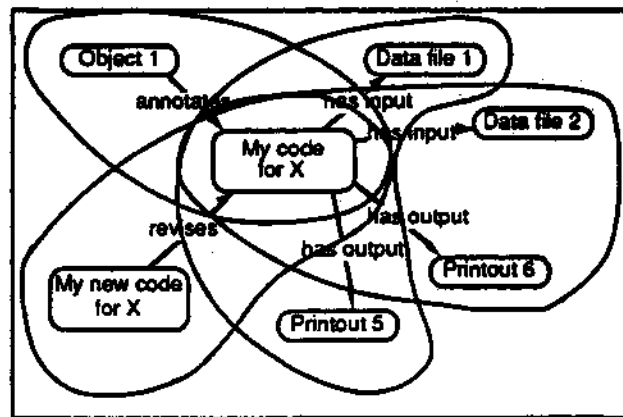 Object 1
Data file 1
annotates
has input
has input
Data file 2
My code
for X
has output
revises
has output
Printout 6
My new code
for X
Printout 5